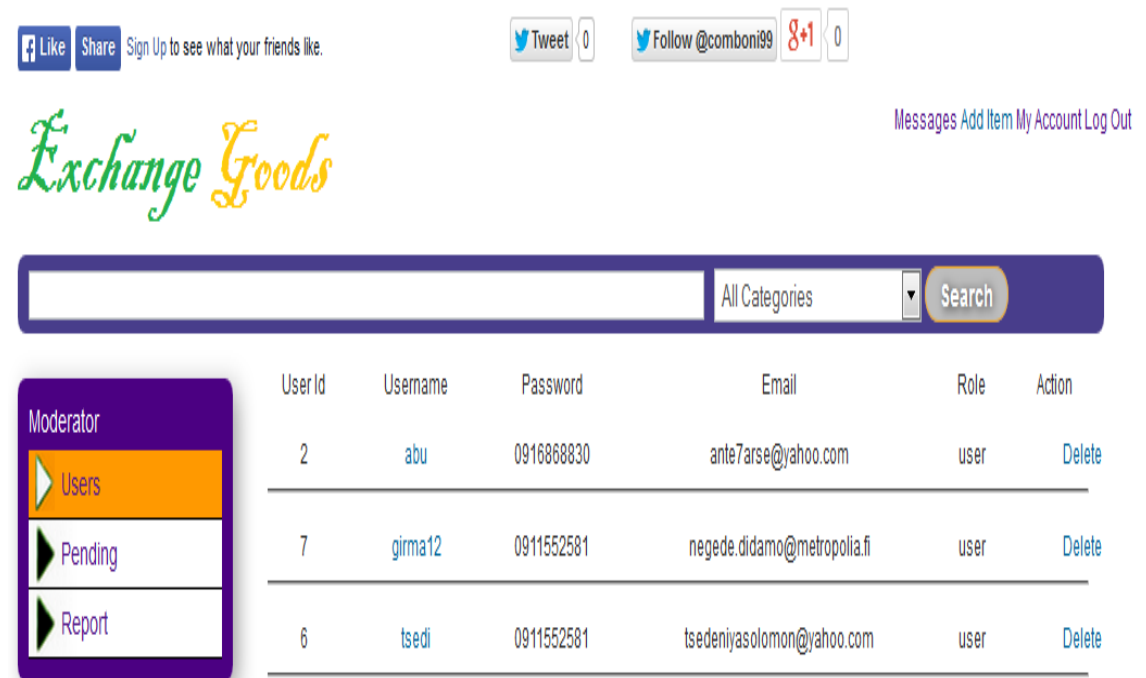 Like Share Sign Up to see what your friends like. Tweet 0 Follow @comboni99 g+1 0
Messages Add Item My Account Log Out
Exchange Goods
All Categories Search
Moderator
Users
Pending
Report
User Id Username Password Email Role Action
2 abu 0916868830 ante7arse@yahoo.com user Delete
7 girma12 0911552581 negede.didamo@metropolia.fi user Delete
6 tsedi 0911552581 tsedeniyasolomon@yahoo.com user Delete